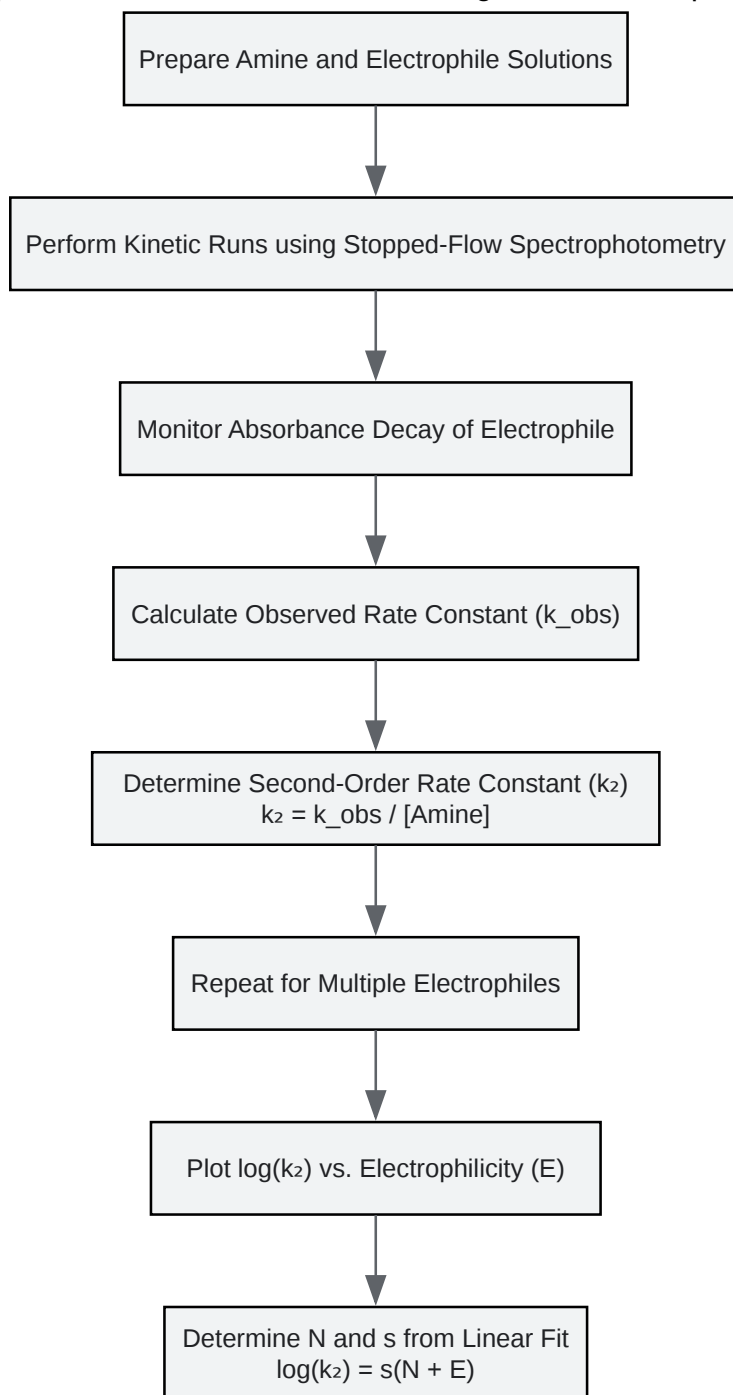 Prepare Amine and Electrophile Solutions
Perform Kinetic Runs using Stopped-Flow Spectrophotometry
Monitor Absorbance Decay of Electrophile
Calculate Observed Rate Constant (k_obs)
Determine Second-Order Rate Constant (k₂)
k₂ = k_obs / [Amine]
Repeat for Multiple Electrophiles
Plot log(k₂) vs. Electrophilicity (E)
Determine N and s from Linear Fit
log(k₂) = s(N + E)